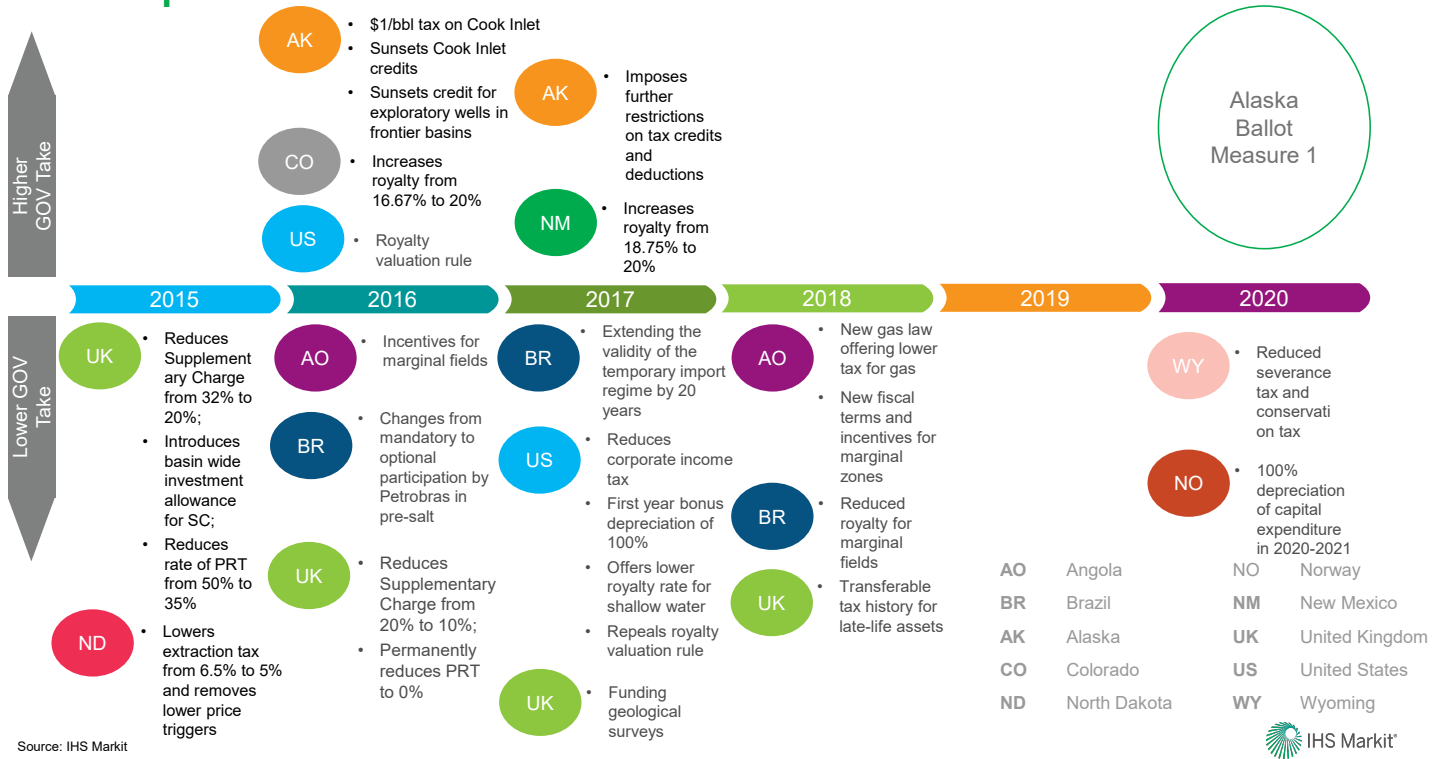 Higher
GOV Take
AK
• $1/bbl tax on Cook Inlet
• Sunsets Cook Inlet
credits
• Sunsets credit for
exploratory wells in
frontier basins
CO
• Increases
royalty from
16.67% to 20%
US
• Royalty
valuation rule
AK
• Imposes
further
restrictions
on tax credits
and
deductions
NM
• Increases
royalty from
18.75% to
20%
Alaska
Ballot
Measure 1
2015
2016
2017
2018
2019
2020
Lower GOV
Take
UK
• Reduces
Supplement
ary Charge
from 32% to
20%;
• Introduces
basin wide
investment
allowance
for SC;
• Reduces
rate of PRT
from 50% to
35%
ND
• Lowers
extraction tax
from 6.5% to 5%
and removes
lower price
triggers
AO
• Incentives for
marginal fields
BR
• Changes from
mandatory to
optional
participation by
Petrobras in
pre-salt
UK
• Reduces
Supplementary
Charge from
20% to 10%;
• Permanently
reduces PRT
to 0%
BR
• Extending the
validity of the
temporary import
regime by 20
years
US
• Reduces
corporate income
tax
• First year bonus
depreciation of
100%
• Offers lower
royalty rate for
shallow water
• Repeals royalty
valuation rule
UK
• Funding
geological
surveys
AO
• New gas law
offering lower
tax for gas
• New fiscal
terms and
incentives for
marginal
zones
BR
• Reduced
royalty for
marginal
fields
UK
• Transferable
tax history for
late-life assets
WY
• Reduced
severance
tax and
conservati
on tax
NO
• 100%
depreciation
of capital
expenditure
in 2020-2021
AO Angola NO Norway
BR Brazil NM New Mexico
AK Alaska UK United Kingdom
CO Colorado US United States
ND North Dakota WY Wyoming
Source: IHS Markit
IHS Markit®